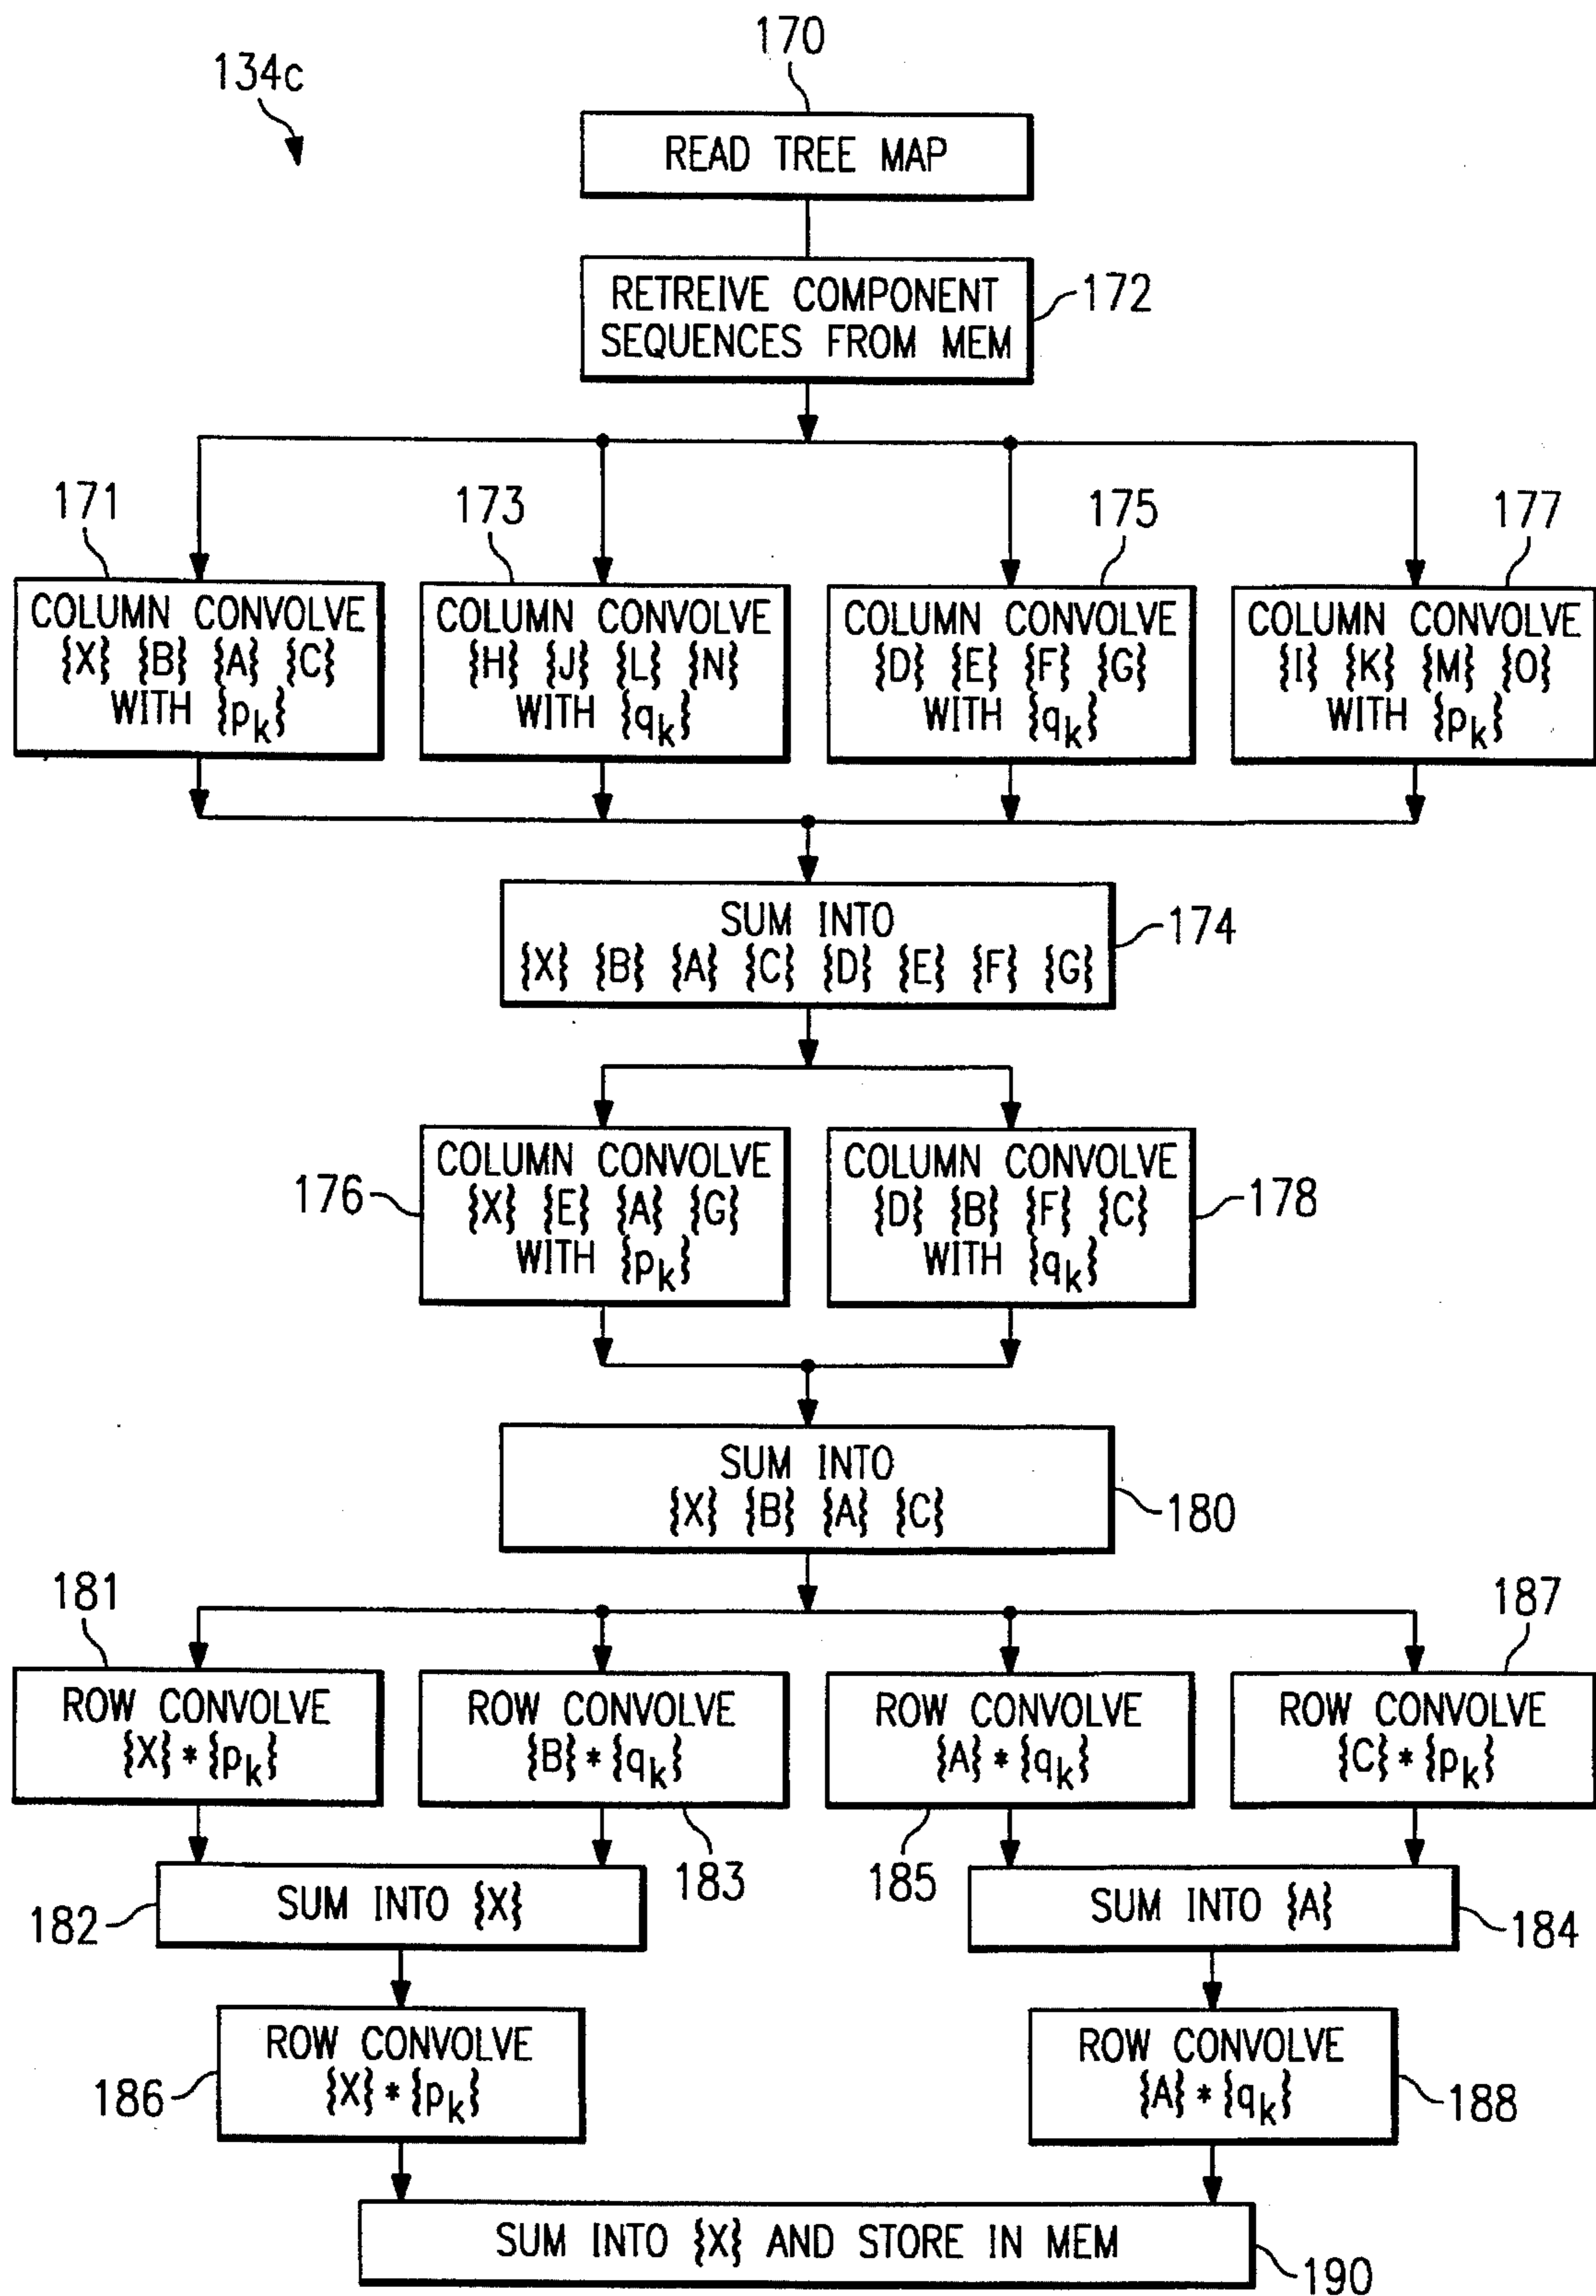 134c
170
READ TREE MAP
RETREIVE COMPONENT
SEQUENCES FROM MEM
172
171
COLUMN CONVOLVE
{X} {B} {A} {C}
WITH {pk}
173
COLUMN CONVOLVE
{H} {J} {L} {N}
WITH {qk}
175
COLUMN CONVOLVE
{D} {E} {F} {G}
WITH {qk}
177
COLUMN CONVOLVE
{I} {K} {M} {O}
WITH {pk}
SUM INTO
{X} {B} {A} {C} {D} {E} {F} {G}
174
176
COLUMN CONVOLVE
{X} {E} {A} {G}
WITH {pk}
COLUMN CONVOLVE
{D} {B} {F} {C}
WITH {qk}
178
SUM INTO
{X} {B} {A} {C}
180
181
ROW CONVOLVE
{X} * {pk}
ROW CONVOLVE
{B} * {qk}
183
ROW CONVOLVE
{A} * {qk}
185
187
ROW CONVOLVE
{C} * {pk}
182
SUM INTO {X}
SUM INTO {A}
184
186
ROW CONVOLVE
{X} * {pk}
ROW CONVOLVE
{A} * {qk}
188
SUM INTO {X} AND STORE IN MEM
190